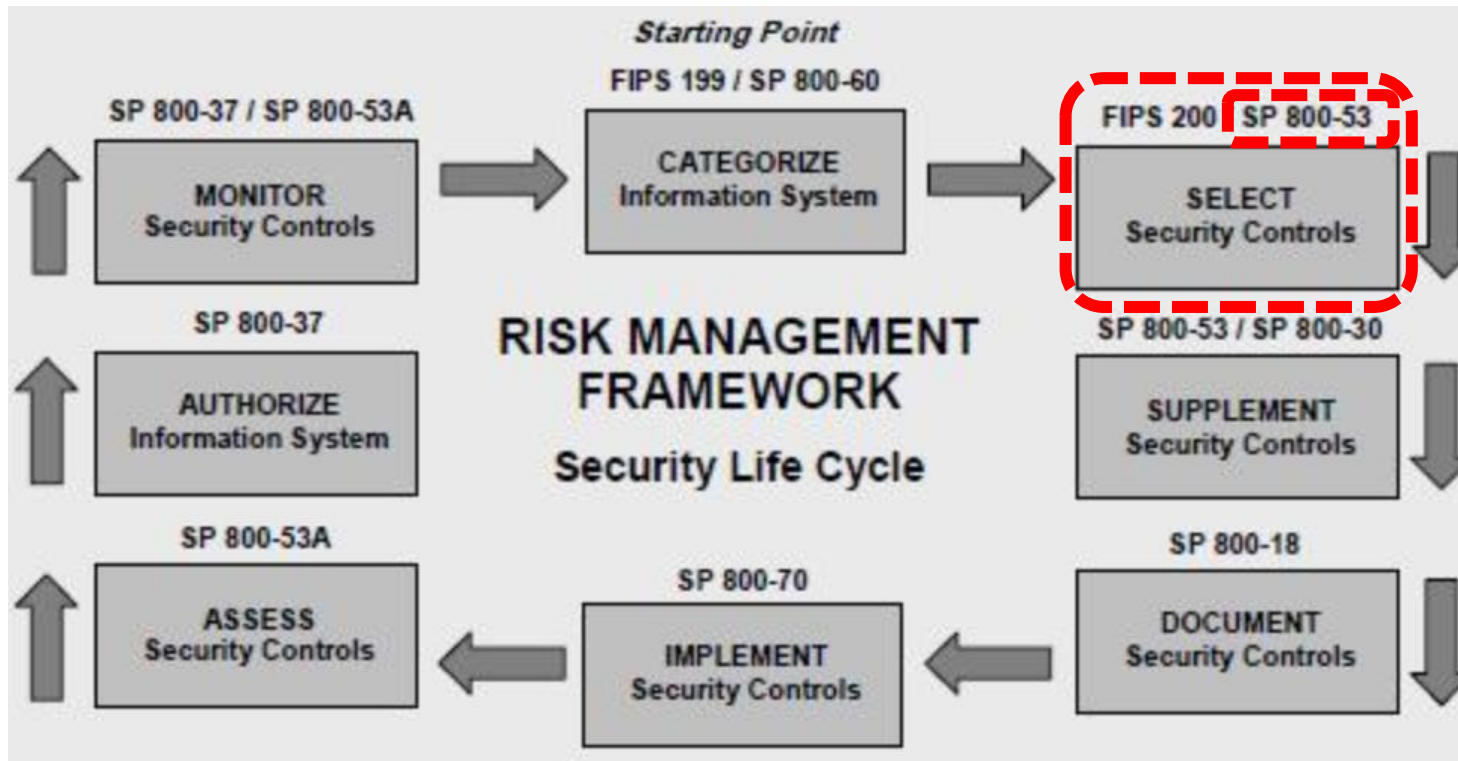 Starting Point
FIPS 199 / SP 800-60
CATEGORIZE
Information System
FIPS 200 SP 800-53
SELECT
Security Controls
SP 800-53 / SP 800-30
SUPPLEMENT
Security Controls
SP 800-18
DOCUMENT
Security Controls
SP 800-70
IMPLEMENT
Security Controls
SP 800-53A
ASSESS
Security Controls
SP 800-37
AUTHORIZE
Information System
SP 800-37 / SP 800-53A
MONITOR
Security Controls
RISK MANAGEMENT
FRAMEWORK
Security Life Cycle